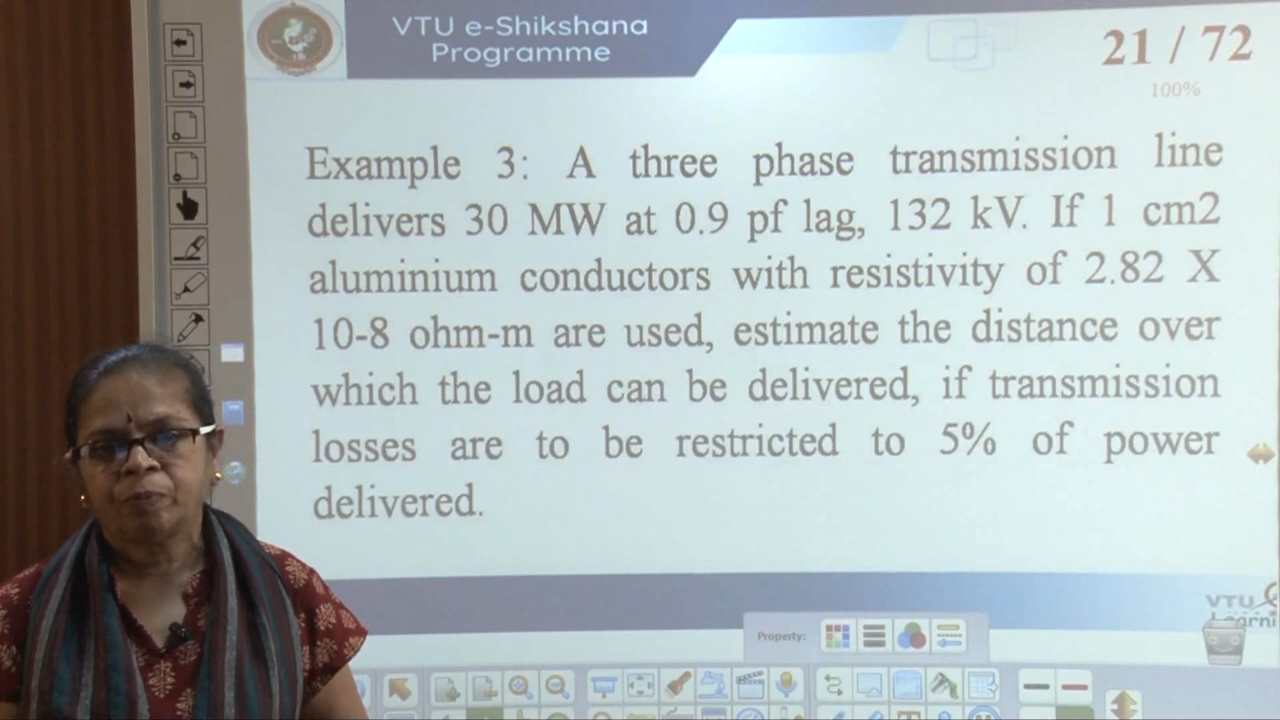 VTU e-Shikshana
Programme
21 / 72
100%
Example 3: A three phase transmission line
delivers 30 MW at 0.9 pf lag, 132 kV. If 1 cm2
aluminium conductors with resistivity of 2.82 X
10-8 ohm-m are used, estimate the distance over
which the load can be delivered, if transmission
losses are to be restricted to 5% of power
delivered.
VTU
Learni
Property: